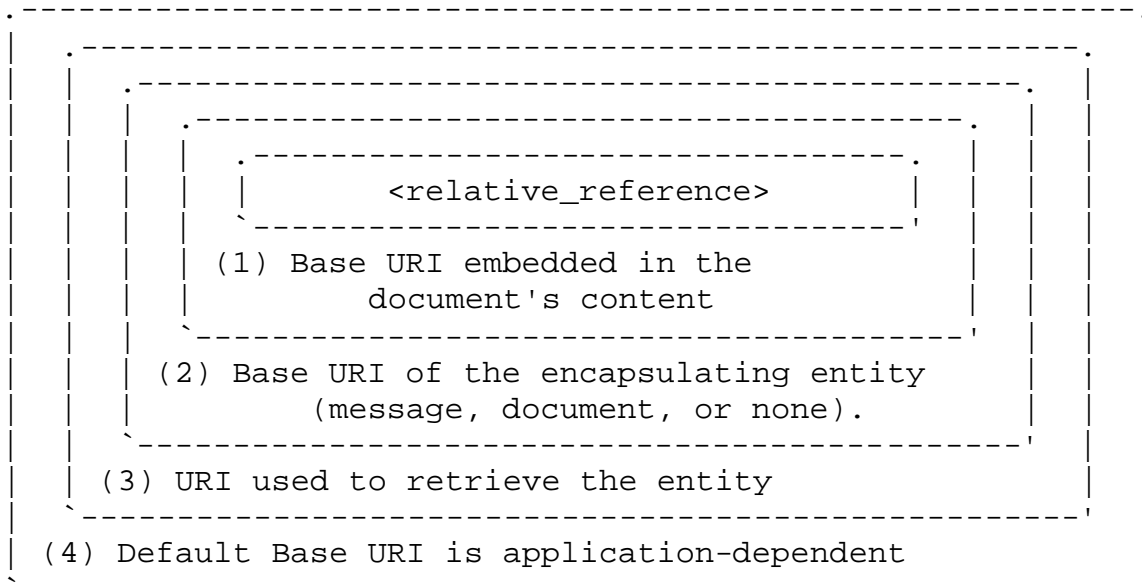 <relative_reference>
(1) Base URI embedded in the
document's content
(2) Base URI of the encapsulating entity
(message, document, or none).
(3) URI used to retrieve the entity
(4) Default Base URI is application-dependent